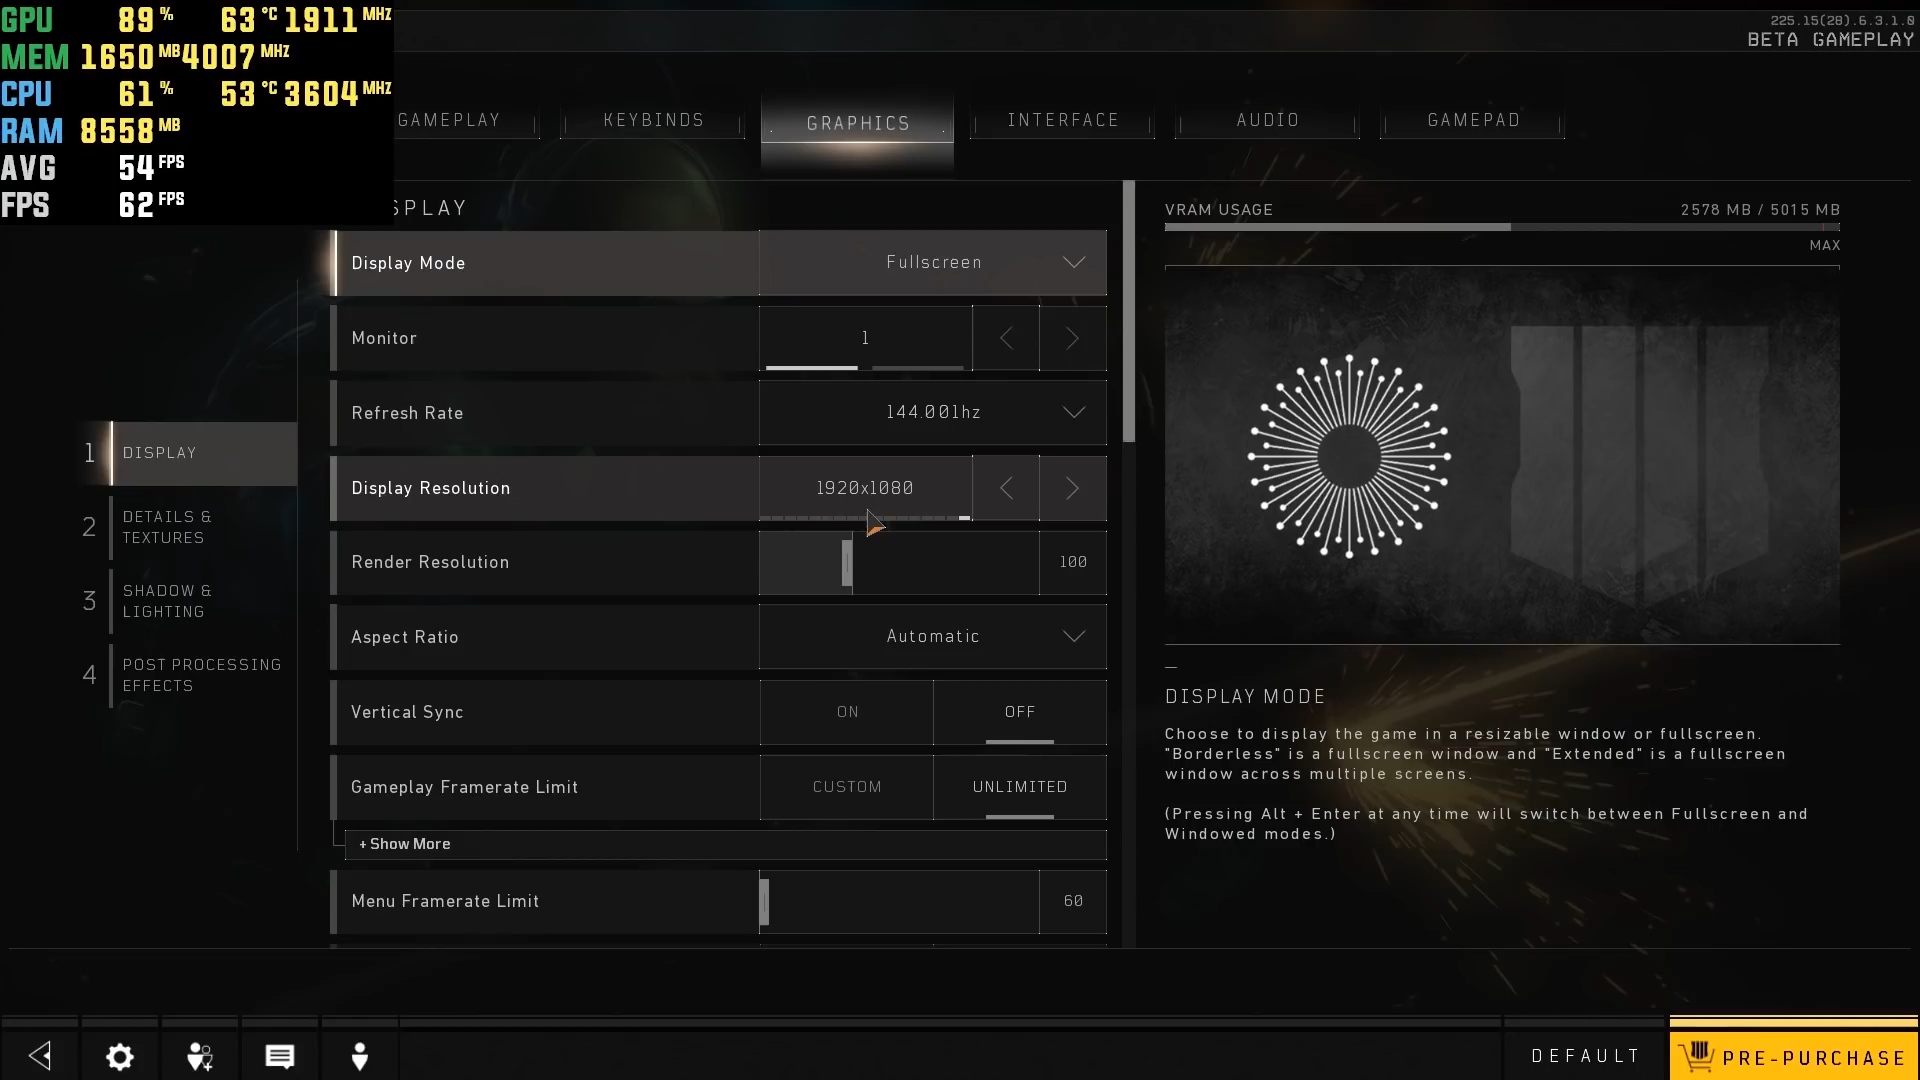 GPU 89 % 63 °C 1911 MHZ
MEM 1650 MB 4007 MHZ
CPU 61 % 53 °C 3604 MHZ
RAM 8558 MB
AVG 54 FPS
FPS 62 FPS
225.15(28).6.3.1.0
BETA GAMEPLAY
GAMEPLAY
KEYBINDS
GRAPHICS
INTERFACE
AUDIO
GAMEPAD
SPLAY
Display Mode Fullscreen
Monitor 1
Refresh Rate 144.001hz
Display Resolution 1920x1080
Render Resolution 100
Aspect Ratio Automatic
Vertical Sync ON OFF
Gameplay Framerate Limit CUSTOM UNLIMITED
+ Show More
Menu Framerate Limit 60
1 DISPLAY
2 DETAILS &
TEXTURES
3 SHADOW &
LIGHTING
4 POST PROCESSING
EFFECTS
VRAM USAGE 2578 MB / 5015 MB
MAX
DISPLAY MODE
Choose to display the game in a resizable window or fullscreen.
"Borderless" is a fullscreen window and "Extended" is a fullscreen
window across multiple screens.
(Pressing Alt + Enter at any time will switch between Fullscreen and
Windowed modes.)
DEFAULT
PRE-PURCHASE